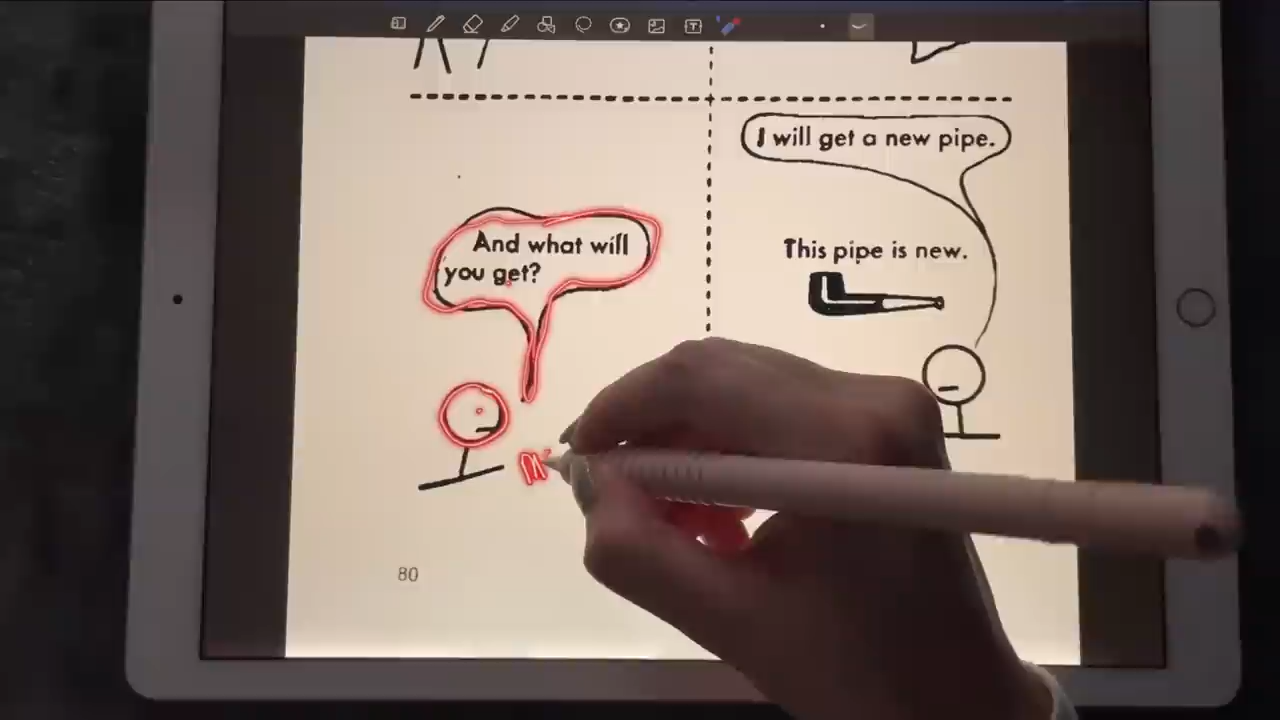 I will get a new pipe.
And what will
you get?
This pipe is new.
80